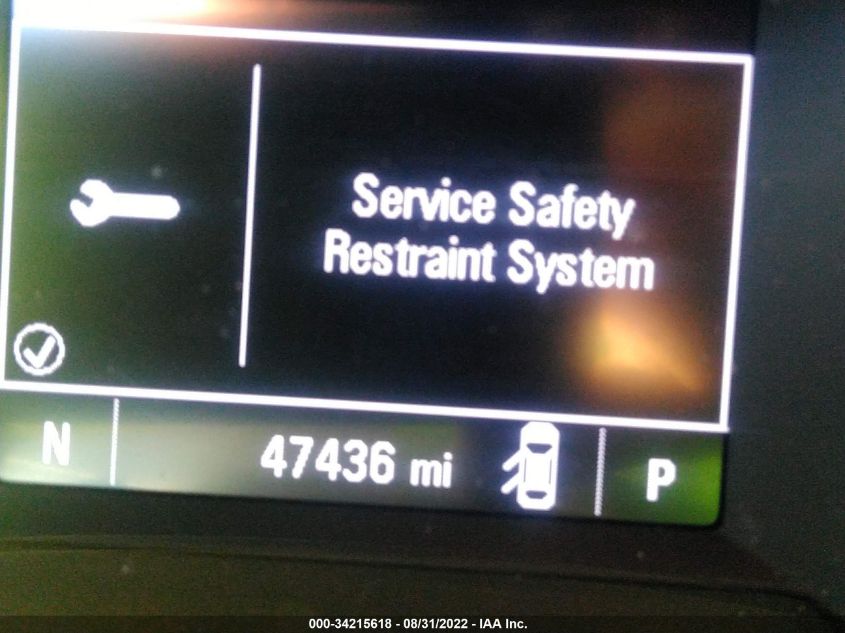 Service Safety
Restraint System
N 47436 mi P
000-34215618 - 08/31/2022 - IAA Inc.